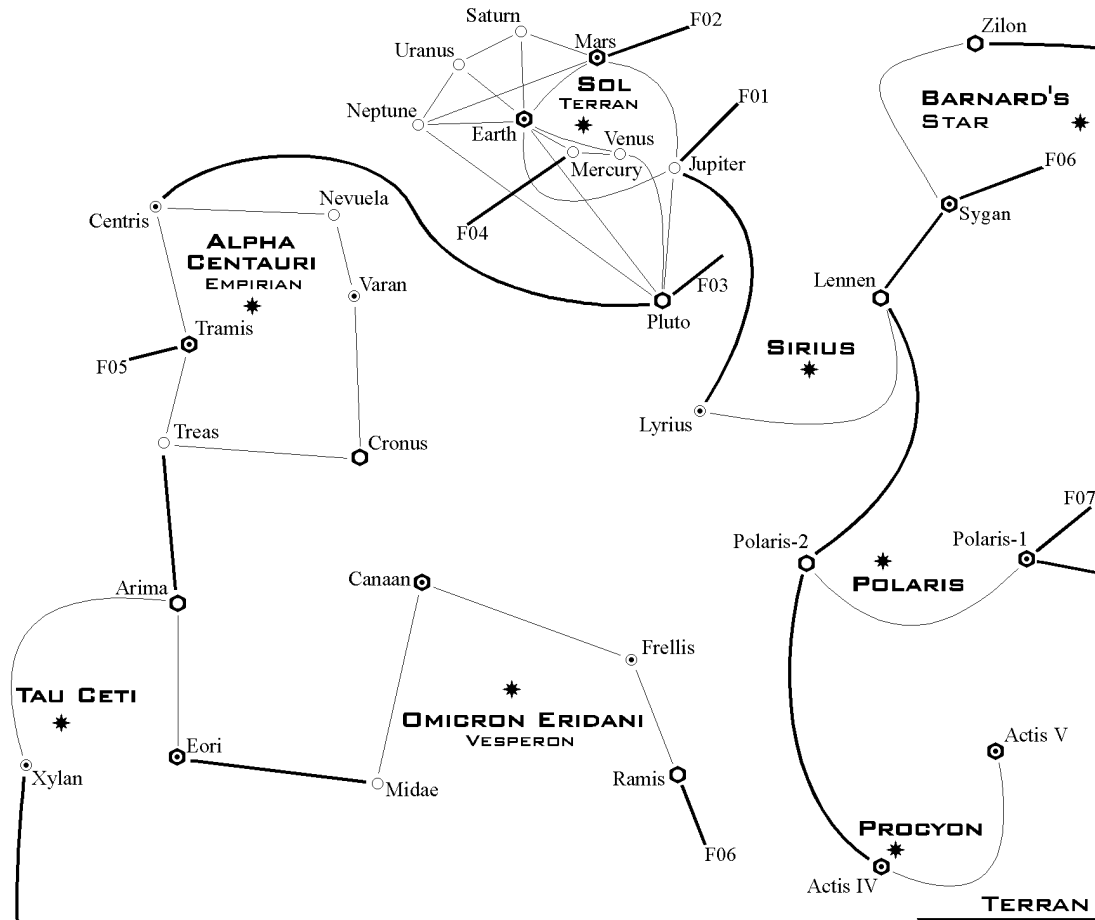 Saturn
Zilon
F02
Mars
Uranus
SOL
TERRAN
BARNARD'S
STAR
F01
Neptune
Earth
Venus
Mercury
Jupiter
F06
Nevuela
Centris
Sygan
F04
ALPHA
CENTAURI
EMPIRIAN
Varan
F03
Lennen
Pluto
Tramis
F05
SIRIUS
Lyrius
Treas
Cronus
F07
Polaris-2
Polaris-1
POLARIS
Canaan
Arima
Frellis
TAU CETI
OMICRON ERIDANI
VESPERON
Actis V
Eori
Xylan
Midae
Ramis
PROCYON
F06
Actis IV
TERRAN